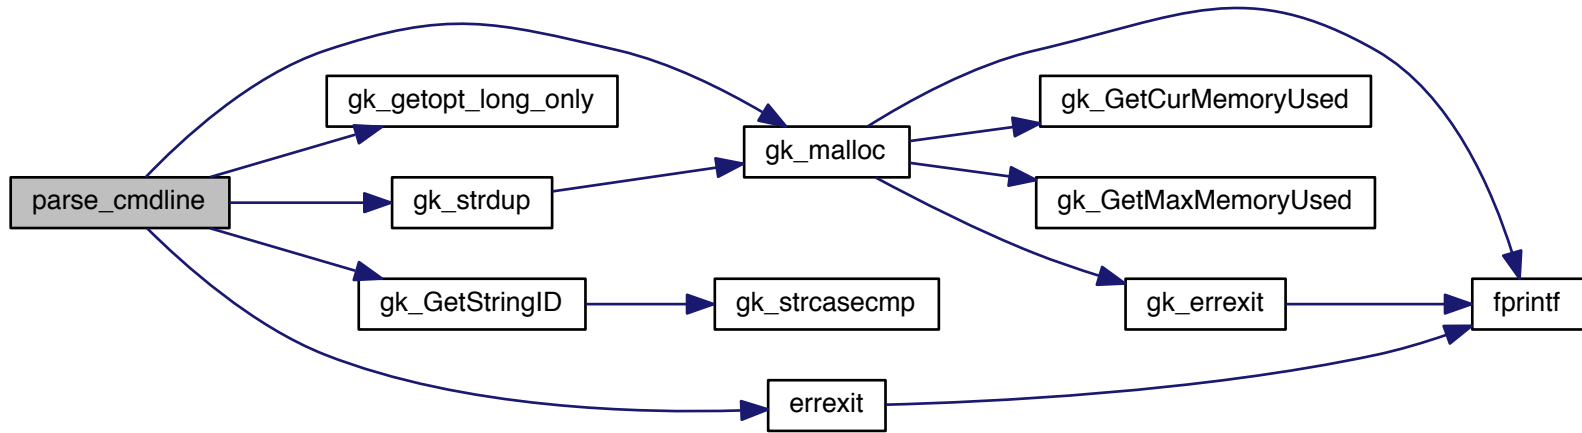 parse_cmdline
gk_getopt_long_only
gk_strdup
gk_GetStringID
gk_strcasecmp
errexit
gk_malloc
gk_GetCurMemoryUsed
gk_GetMaxMemoryUsed
gk_errexit
fprintf